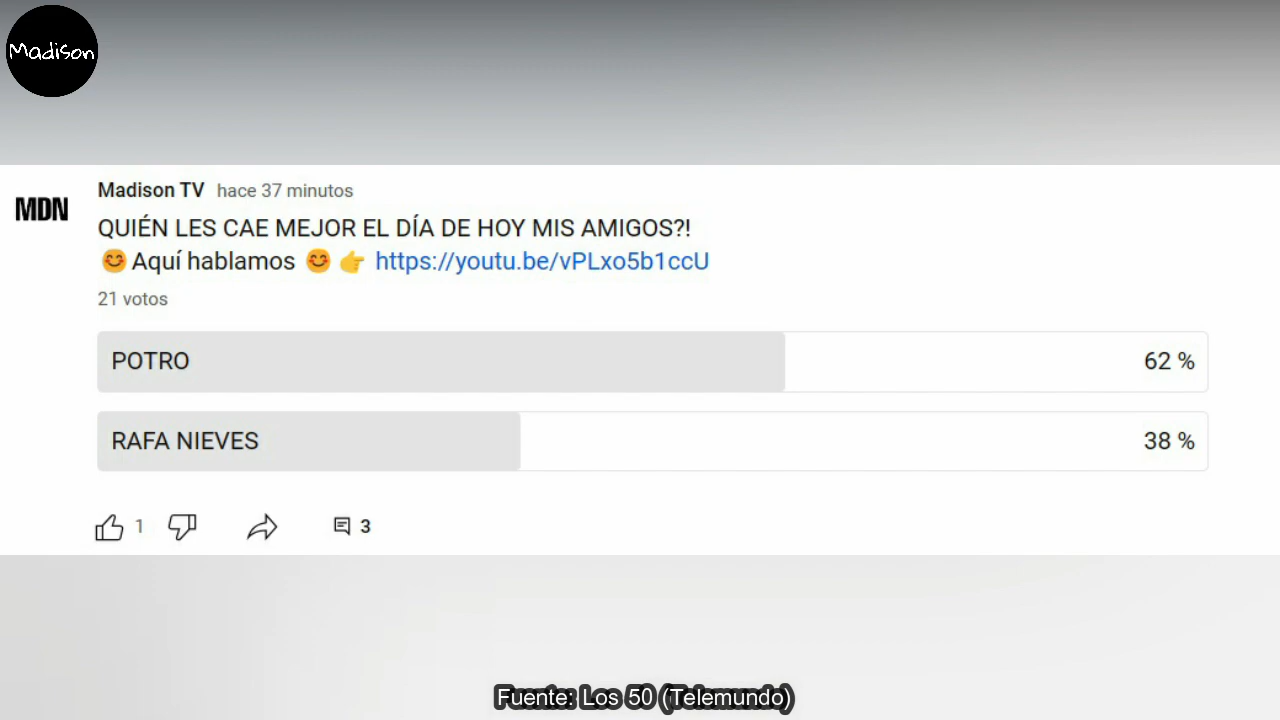 Madison
MDN
Madison TV hace 37 minutos
QUIÉN LES CAE MEJOR EL DÍA DE HOY MIS AMIGOS?!
😊 Aquí hablamos 😊 👉 https://youtu.be/vPLxo5b1ccU
21 votos
POTRO 62 %
RAFA NIEVES 38 %
1 3
Fuente: Los 50 (Telemundo)